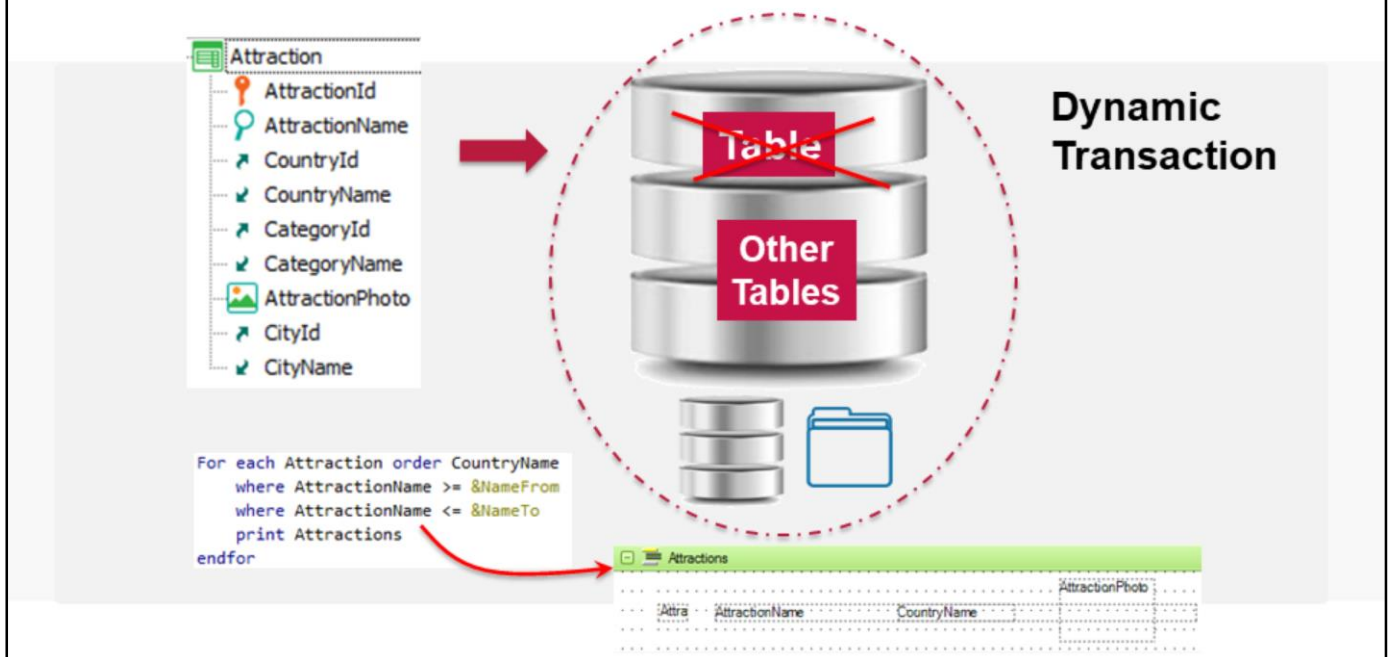 Attraction
AttractionId
AttractionName
CountryId
CountryName
CategoryId
CategoryName
AttractionPhoto
CityId
CityName
Table
Other
Tables
Dynamic
Transaction
For each Attraction order CountryName
where AttractionName >= &NameFrom
where AttractionName <= &NameTo
print Attractions
endfor
Attractions
AttractionPhoto
Attra AttractionName CountryName